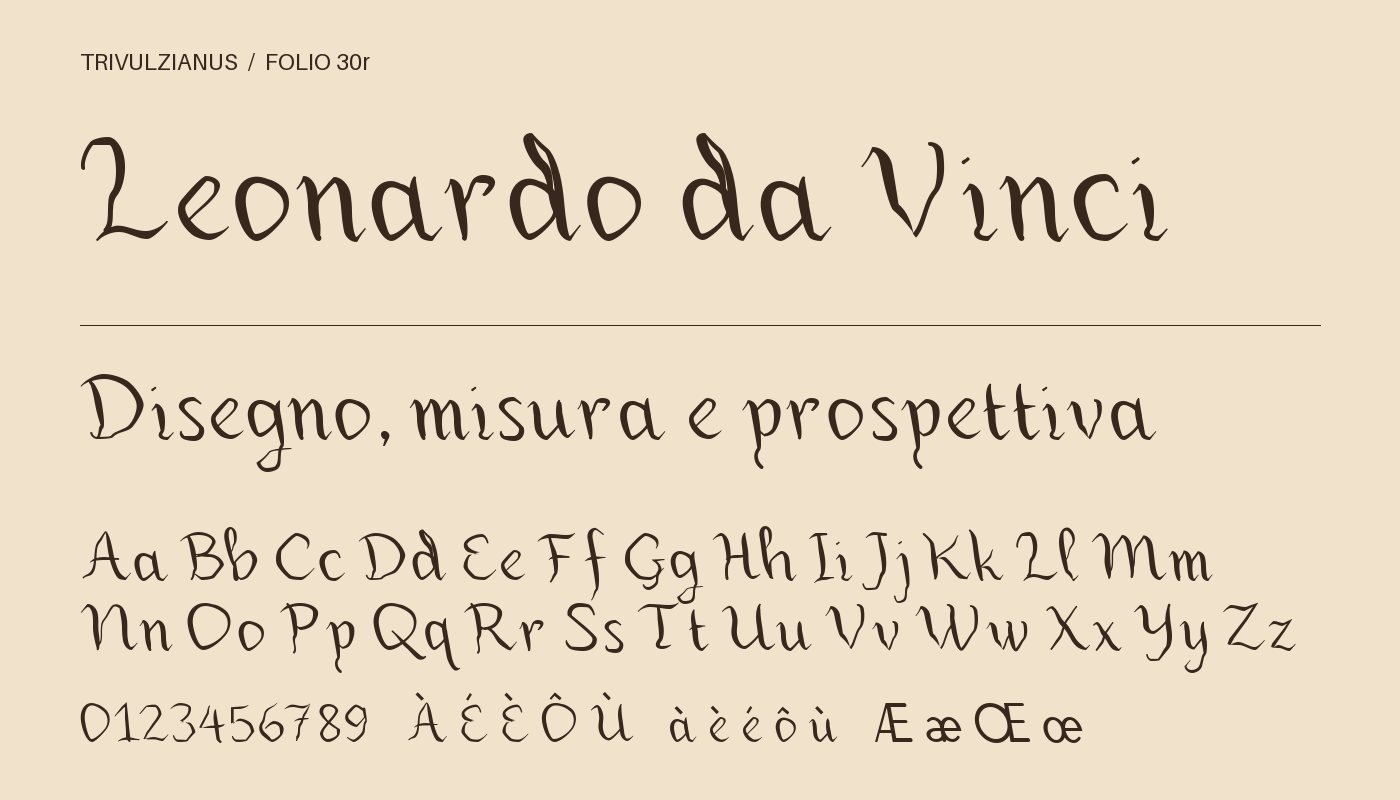 TRIVULZIANUS / FOLIO 30r
Leonardo da Vinci
Disegno, misura e prospettiva
Aa Bb Cc Dd Ee Ff Gg Hh Ii Jj Kk Ll Mm
Nn Oo Pp Qq Rr Ss Tt Uu Vv Ww Xx Yy Zz
0123456789 À É È Ô Ù à è é ô ù Æ æ Œ œ